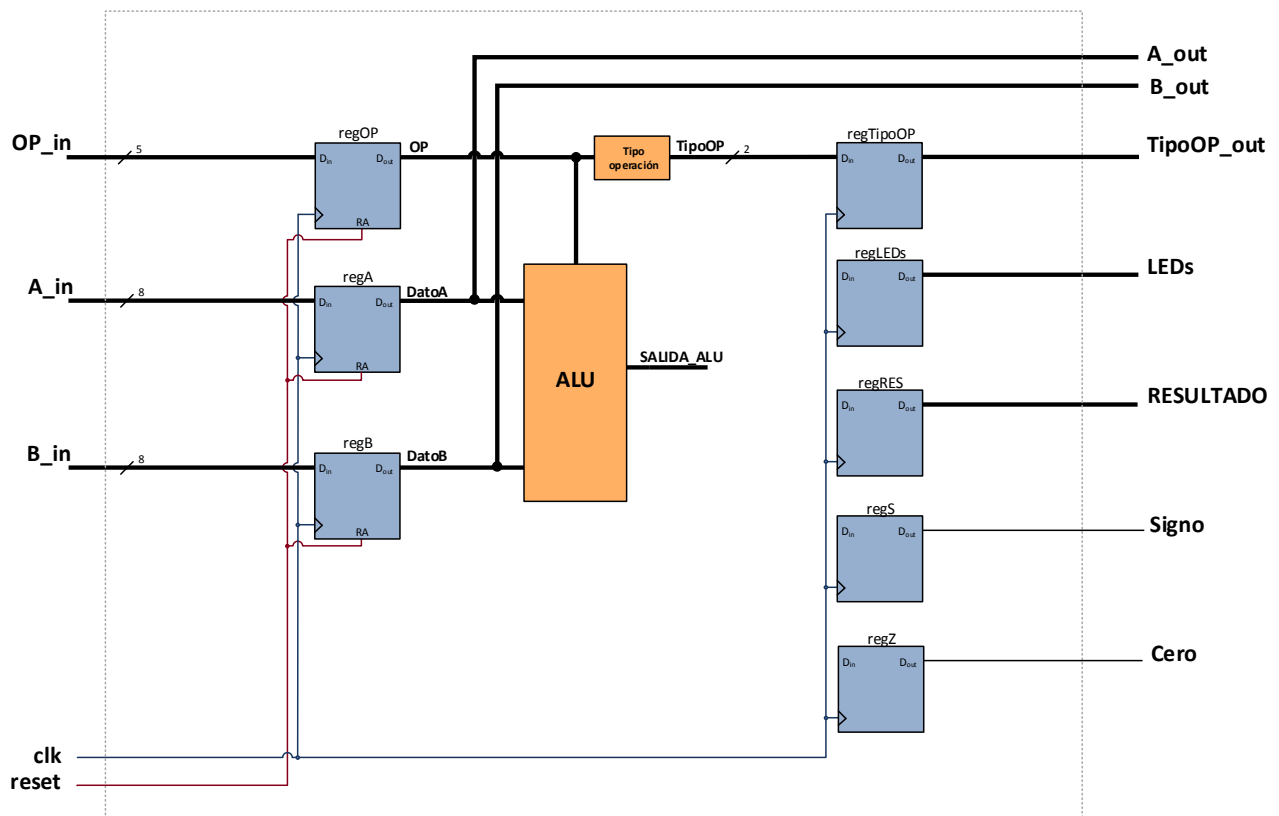 A_out
B_out
OP_in
5
regOP
Din
Dout
RA
OP
Tipo
operación
TipoOP
2
regTipoOP
Din
Dout
TipoOP_out
regLEDs
Din
Dout
LEDs
A_in
8
regA
Din
Dout
RA
DatoA
ALU
SALIDA_ALU
regRES
Din
Dout
RESULTADO
B_in
8
regB
Din
Dout
RA
DatoB
regS
Din
Dout
Signo
regZ
Din
Dout
Cero
clk
reset